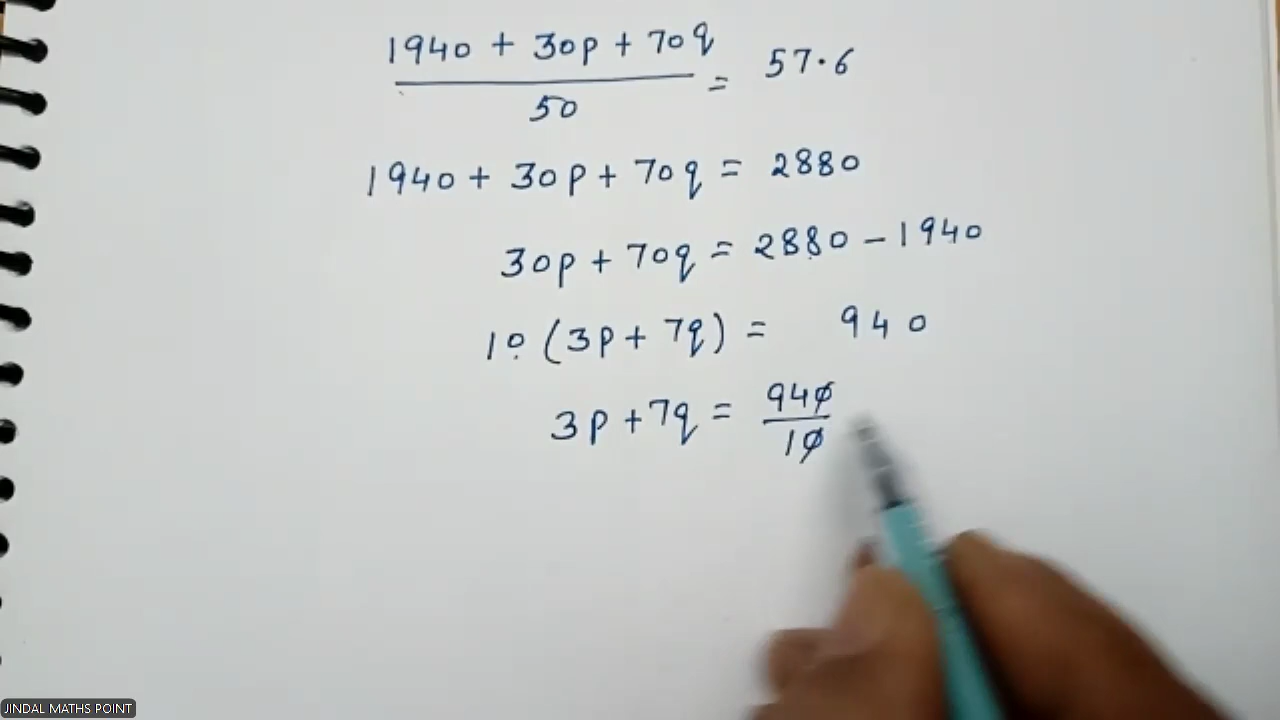 1940 + 30p + 70q / 50 = 57.6
1940 + 30p + 70q = 2880
30p + 70q = 2880 - 1940
10 (3p + 7q) = 940
3p + 7q = 940 / 10
JINDAL MATHS POINT